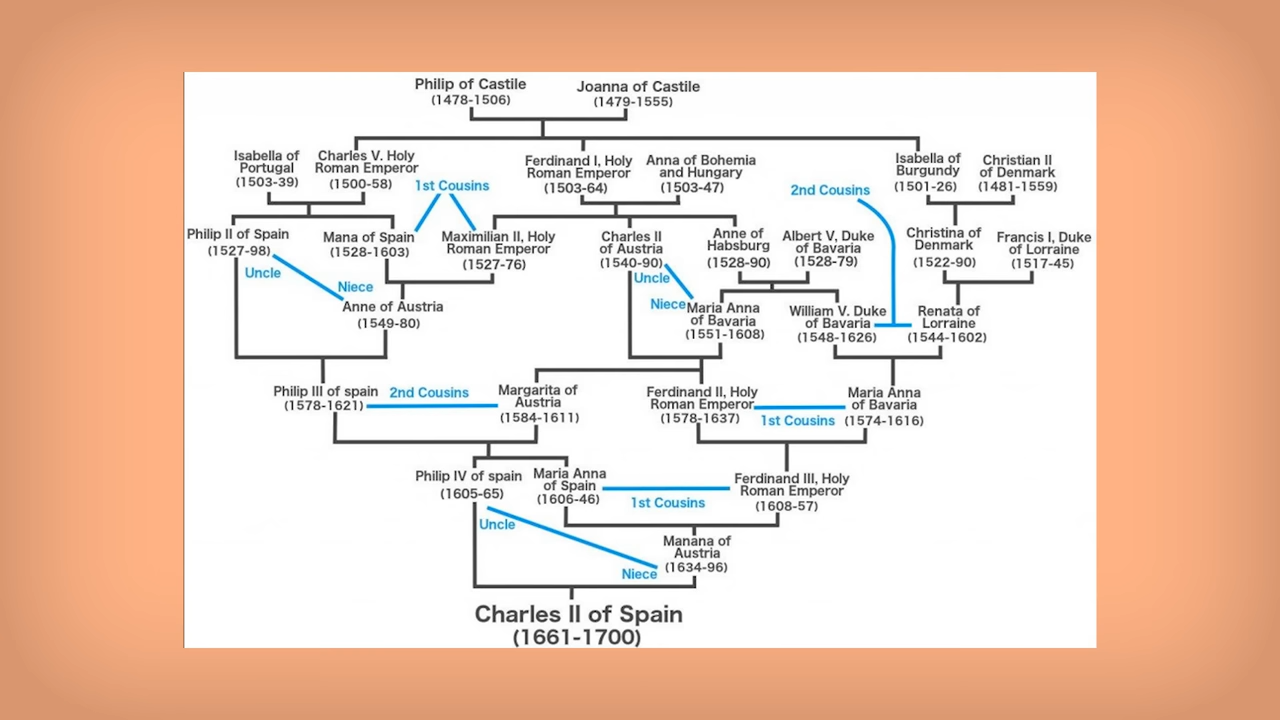 Philip of Castile
(1478-1506)
Joanna of Castile
(1479-1555)
Isabella of
Portugal
(1503-39)
Charles V. Holy
Roman Emperor
(1500-58)
1st Cousins
Ferdinand I, Holy
Roman Emperor
(1503-64)
Anna of Bohemia
and Hungary
(1503-47)
2nd Cousins
Isabella of
Burgundy
(1501-26)
Christian II
of Denmark
(1481-1559)
Philip II of Spain
(1527-98)
Mana of Spain
(1528-1603)
Maximilian II, Holy
Roman Emperor
(1527-76)
Charles II
of Austria
(1540-90)
Anne of
Habsburg
(1528-90)
Albert V, Duke
of Bavaria
(1528-79)
Christina of
Denmark
(1522-90)
Francis I, Duke
of Lorraine
(1517-45)
Uncle
Niece
Anne of Austria
(1549-80)
Uncle
Niece
Maria Anna
of Bavaria
(1551-1608)
William V. Duke
of Bavaria
(1548-1626)
Renata of
Lorraine
(1544-1602)
Philip III of spain
(1578-1621)
2nd Cousins
Margarita of
Austria
(1584-1611)
Ferdinand II, Holy
Roman Emperor
(1578-1637)
1st Cousins
Maria Anna
of Bavaria
(1574-1616)
Philip IV of spain
(1605-65)
Maria Anna
of Spain
(1606-46)
1st Cousins
Ferdinand III, Holy
Roman Emperor
(1608-57)
Uncle
Niece
Manana of
Austria
(1634-96)
Charles II of Spain
(1661-1700)